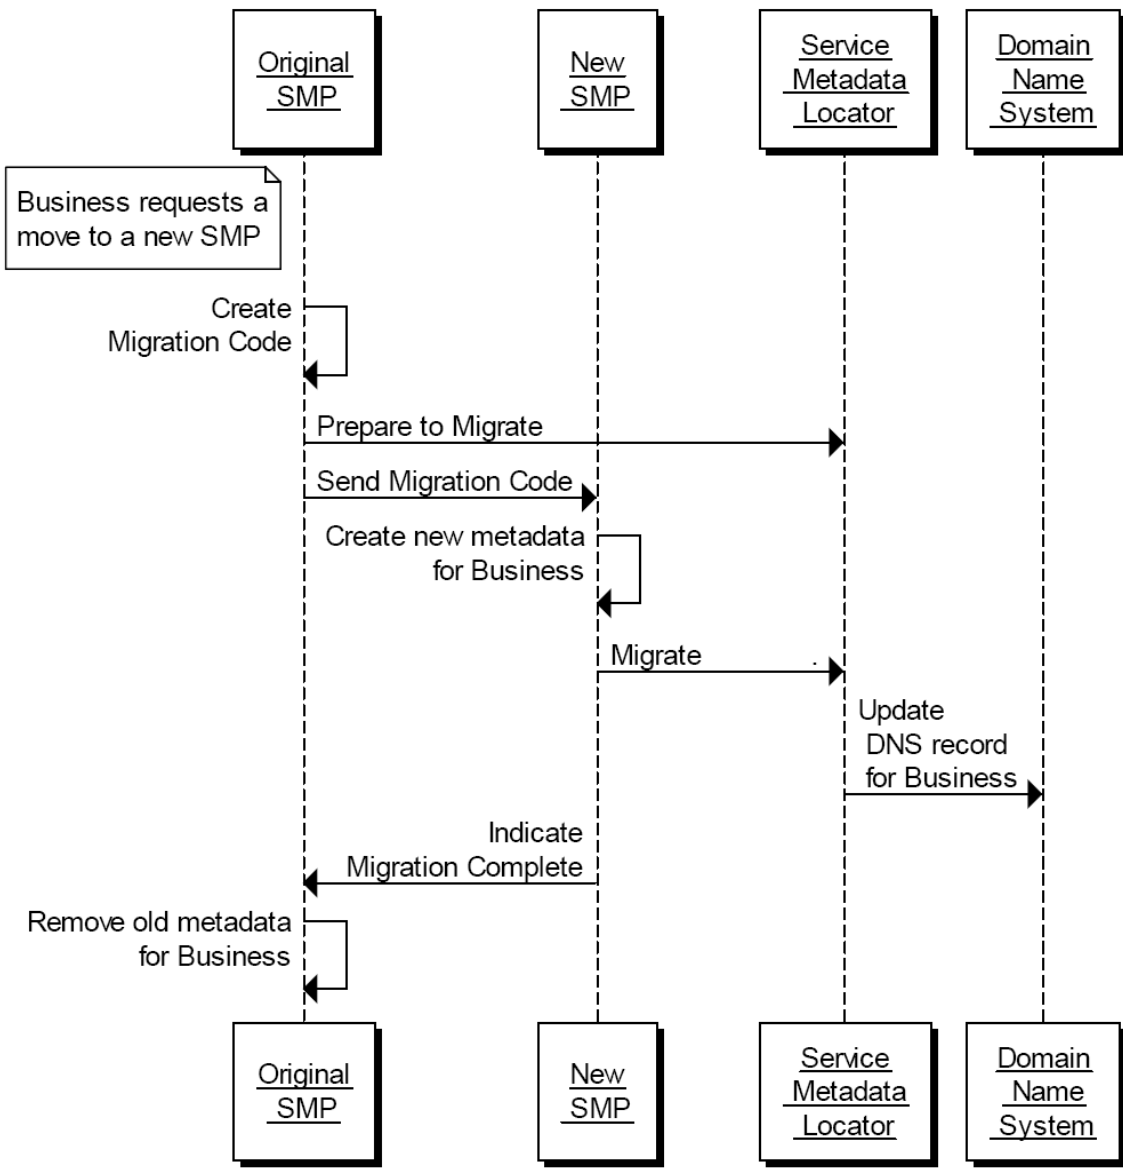 Original
SMP
New
SMP
Service
Metadata
Locator
Domain
Name
System
Business requests a
move to a new SMP
Create
Migration Code
Prepare to Migrate
Send Migration Code
Create new metadata
for Business
Migrate .
Update
DNS record
for Business
Indicate
Migration Complete
Remove old metadata
for Business
Original
SMP
New
SMP
Service
Metadata
Locator
Domain
Name
System